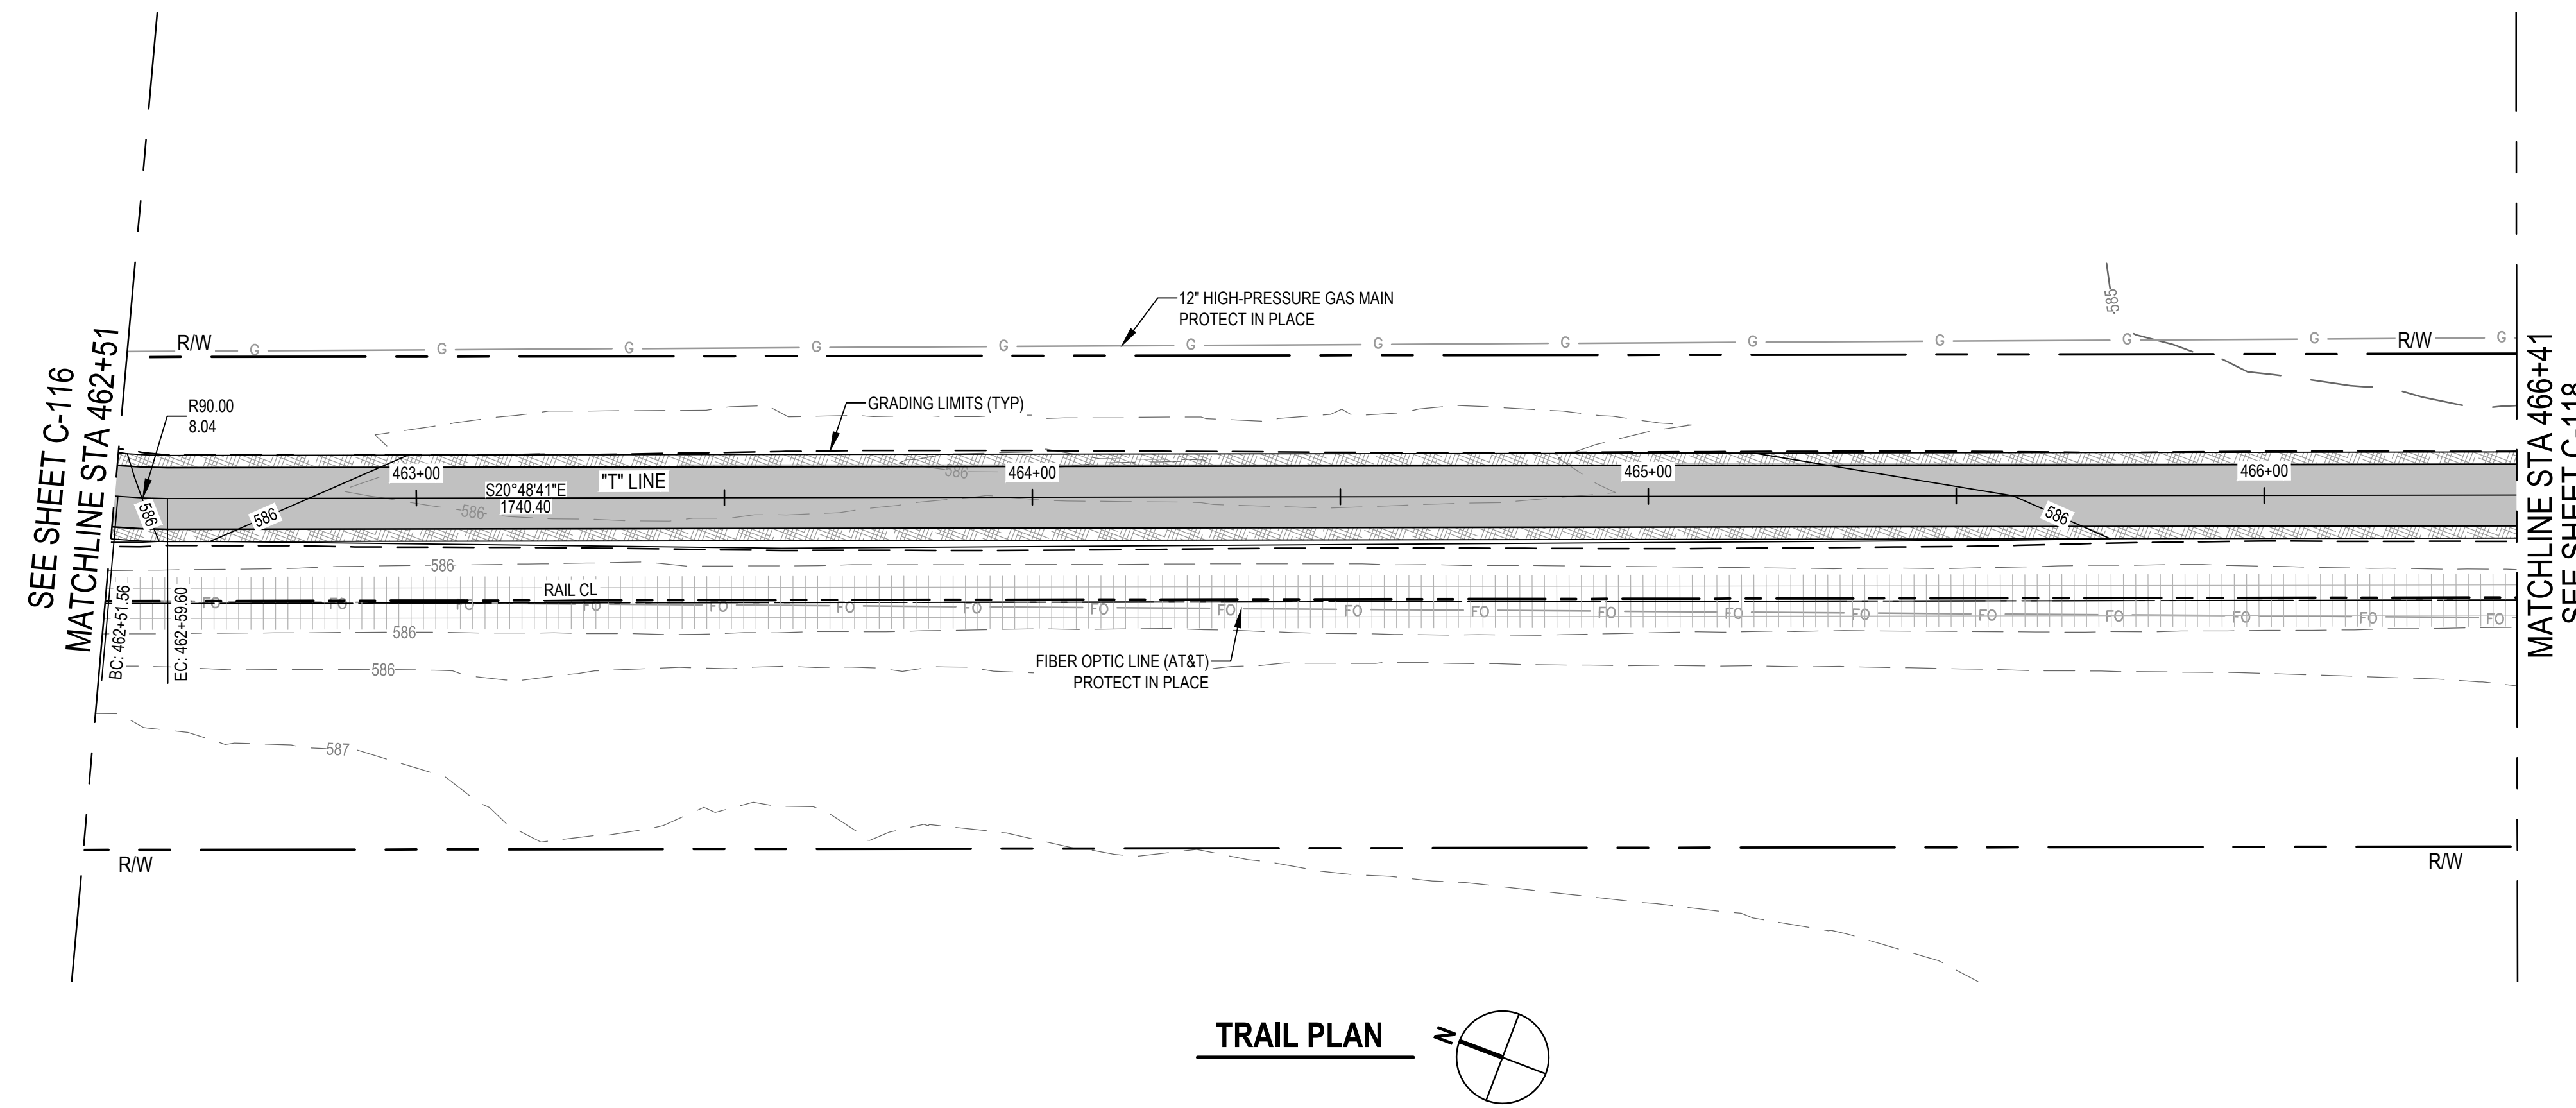 SEE SHEET C-116
MATCHLINE STA 462+51
R/W
G G G G G G G G G G G G G G
R/W
12" HIGH-PRESSURE GAS MAIN
PROTECT IN PLACE
585
R90.00
8.04
GRADING LIMITS (TYP)
463+00
464+00
465+00
466+00
586
"T" LINE
S20°48'41"E
1740.40
586
586
586
586
586
BC: 462+51.56
EC: 462+59.60
RAIL CL
FO FO FO FO FO FO FO FO FO FO FO FO FO FO FO FO FO FO FO
586
586
FIBER OPTIC LINE (AT&T)
PROTECT IN PLACE
587
R/W
R/W
MATCHLINE STA 466+41
SEE SHEET C-118
TRAIL PLAN
N